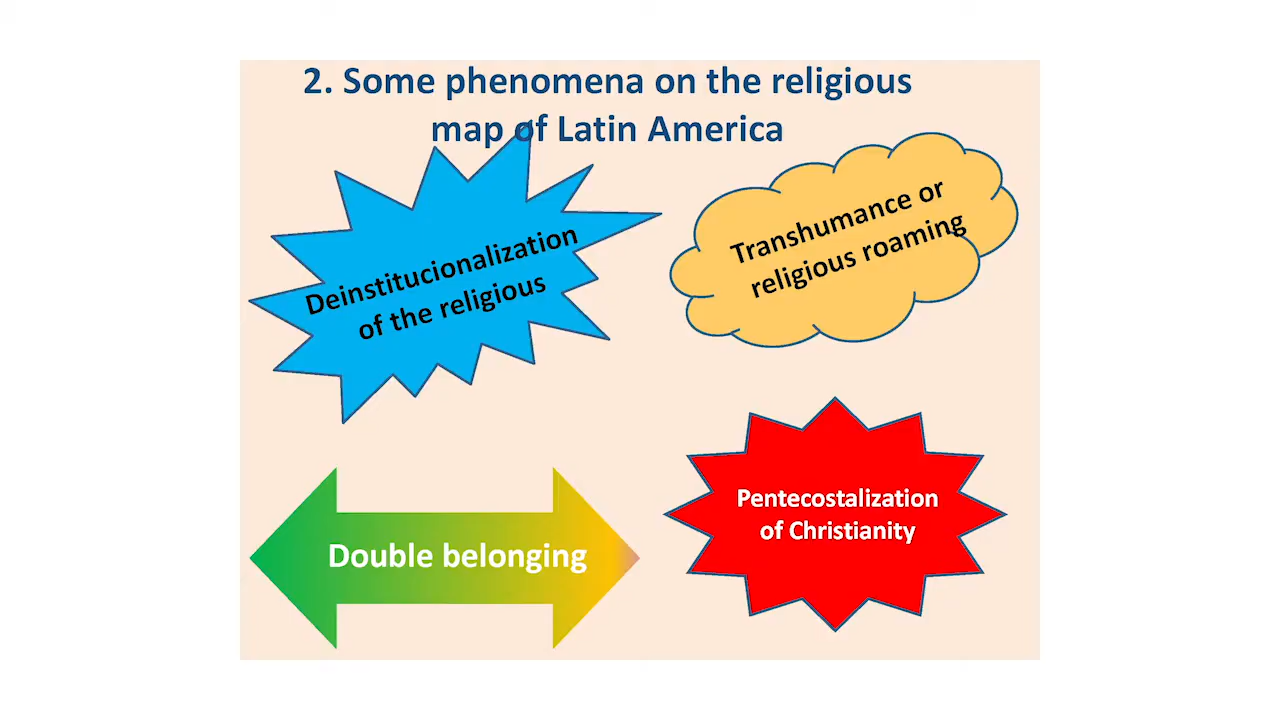 2. Some phenomena on the religious
map of Latin America
Deinstitucionalization
of the religious
Transhumance or
religious roaming
Double belonging
Pentecostalization
of Christianity